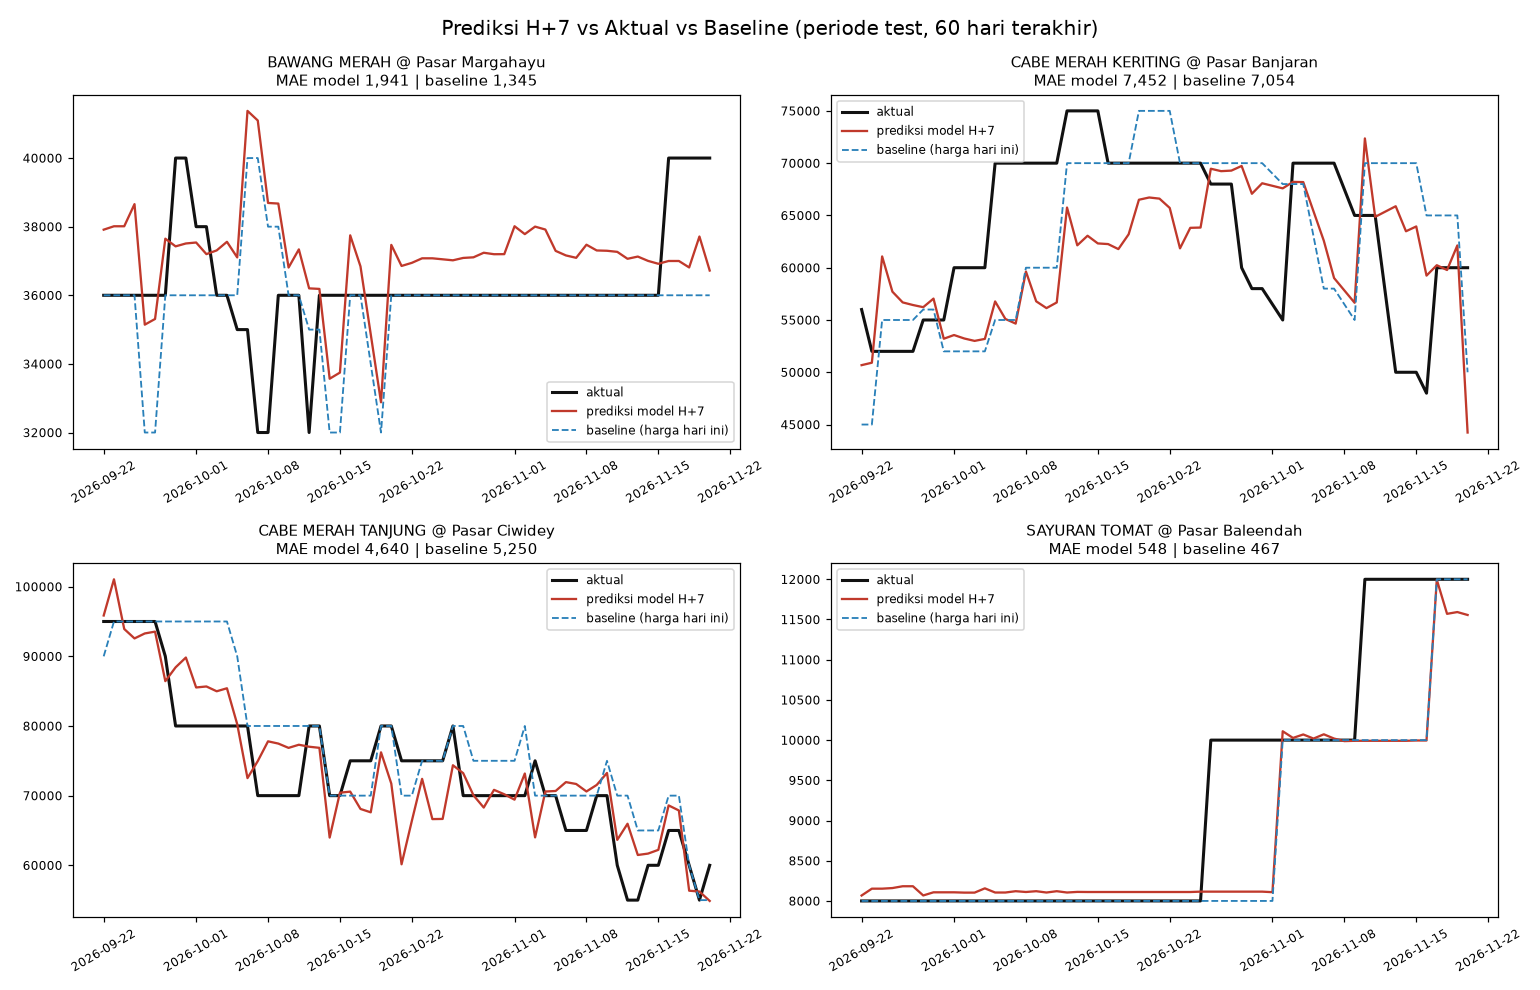 Prediksi H+7 vs Aktual vs Baseline (periode test, 60 hari terakhir)
BAWANG MERAH @ Pasar Margahayu
MAE model 1,941 | baseline 1,345
40000
38000
36000
34000
32000
aktual
prediksi model H+7
baseline (harga hari ini)
2026-09-22
2026-10-01
2026-10-08
2026-10-15
2026-10-22
2026-11-01
2026-11-08
2026-11-15
2026-11-22
CABE MERAH KERITING @ Pasar Banjaran
MAE model 7,452 | baseline 7,054
75000
70000
65000
60000
55000
50000
45000
aktual
prediksi model H+7
baseline (harga hari ini)
2026-09-22
2026-10-01
2026-10-08
2026-10-15
2026-10-22
2026-11-01
2026-11-08
2026-11-15
2026-11-22
CABE MERAH TANJUNG @ Pasar Ciwidey
MAE model 4,640 | baseline 5,250
100000
90000
80000
70000
60000
aktual
prediksi model H+7
baseline (harga hari ini)
2026-09-22
2026-10-01
2026-10-08
2026-10-15
2026-10-22
2026-11-01
2026-11-08
2026-11-15
2026-11-22
SAYURAN TOMAT @ Pasar Baleendah
MAE model 548 | baseline 467
12000
11500
11000
10500
10000
9500
9000
8500
8000
aktual
prediksi model H+7
baseline (harga hari ini)
2026-09-22
2026-10-01
2026-10-08
2026-10-15
2026-10-22
2026-11-01
2026-11-08
2026-11-15
2026-11-22